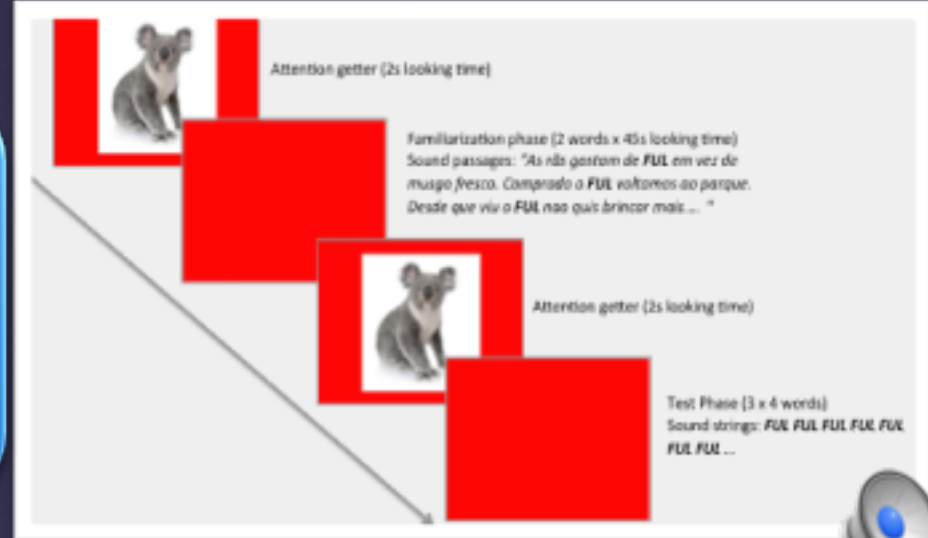 Attention getter (2s looking time)
Familiarization phase (2 words x 45s looking time)
Sound passages: "As rãs gostam de FUL em vez de
musgo fresco. Comprado o FUL voltamos ao parque.
Desde que viu o FUL nao quis brincar mais.... "
Attention getter (2s looking time)
Test Phase (3 x 4 words)
Sound strings: FUL FUL FUL FUL FUL
FUL FUL ...